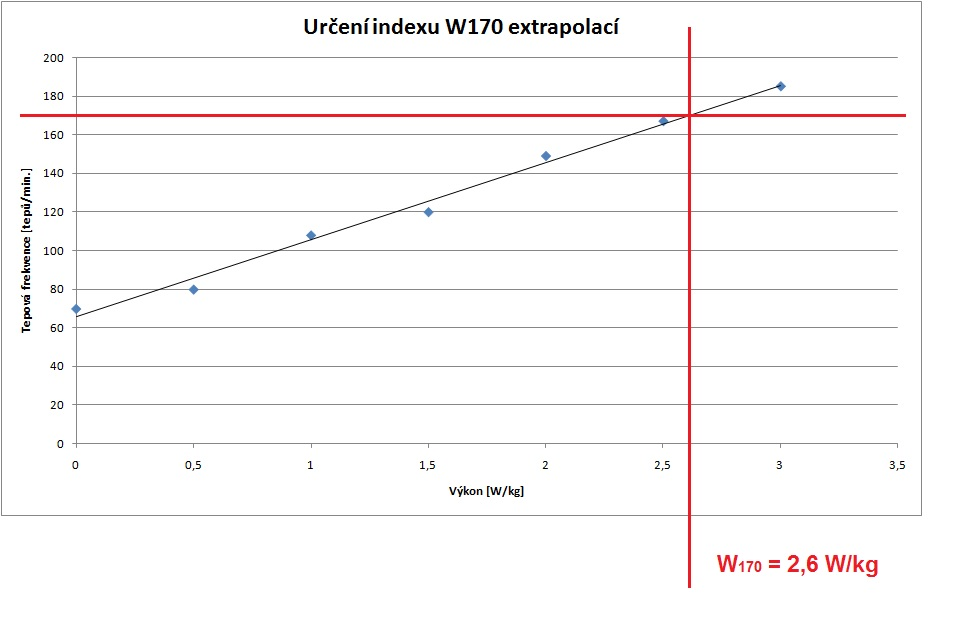 Určení indexu W170 extrapolací
200
180
160
140
120
100
80
60
40
20
0
Tepová frekvence [tepů/min.]
0 0,5 1 1,5 2 2,5 3 3,5
Výkon [W/kg]
W170 = 2,6 W/kg